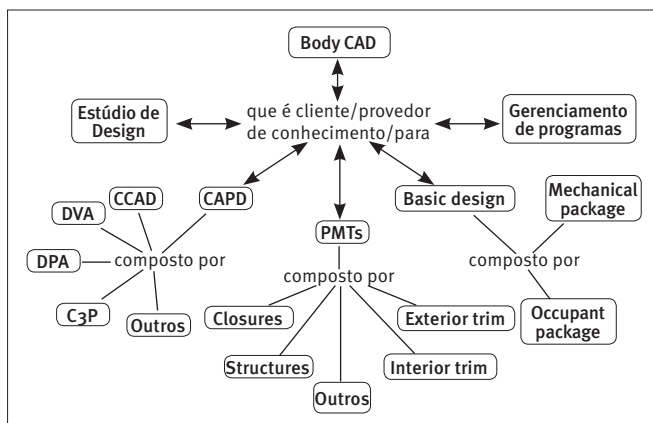 Body CAD
Estúdio de
Design
que é cliente/provedor
de conhecimento/para
Gerenciamento
de programas
CCAD
CAPD
DVA
DPA
composto por
C3P
Outros
PMTs
composto por
Closures
Exterior trim
Structures
Interior trim
Outros
Basic design
Mechanical
package
composto por
Occupant
package